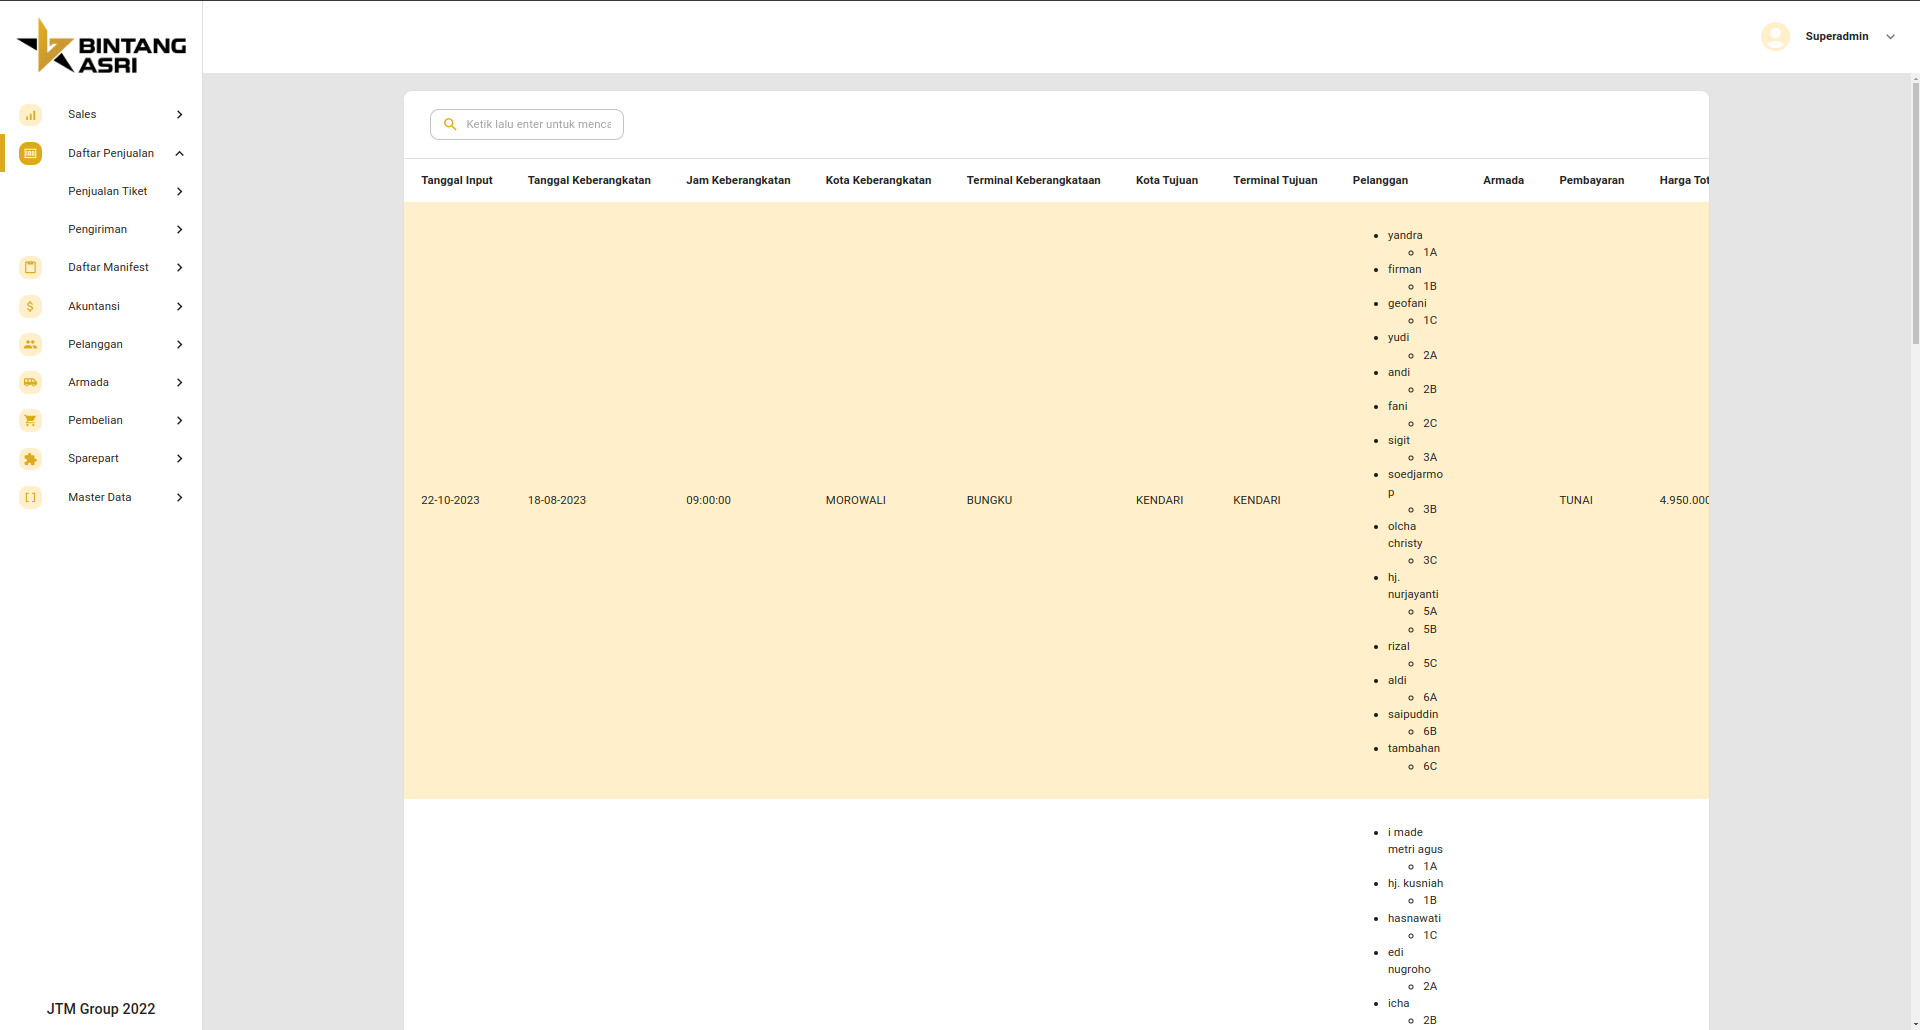 BINTANG
ASRI
Superadmin
Sales
Daftar Penjualan
Penjualan Tiket
Pengiriman
Daftar Manifest
Akuntansi
Pelanggan
Armada
Pembelian
Sparepart
Master Data
JTM Group 2022
Ketik lalu enter untuk menca
Tanggal Input Tanggal Keberangkatan Jam Keberangkatan Kota Keberangkatan Terminal Keberangkataan Kota Tujuan Terminal Tujuan Pelanggan Armada Pembayaran Harga Tot
22-10-2023 18-08-2023 09:00:00 MOROWALI BUNGKU KENDARI KENDARI
yandra
1A
firman
1B
geofani
1C
yudi
2A
andi
2B
fani
2C
sigit
3A
soedjarmo
p
3B
olcha
christy
3C
hj.
nurjayanti
5A
5B
rizal
5C
aldi
6A
saipuddin
6B
tambahan
6C
TUNAI 4.950.000
i made
metri agus
1A
hj. kusniah
1B
hasnawati
1C
edi
nugroho
2A
icha
2B